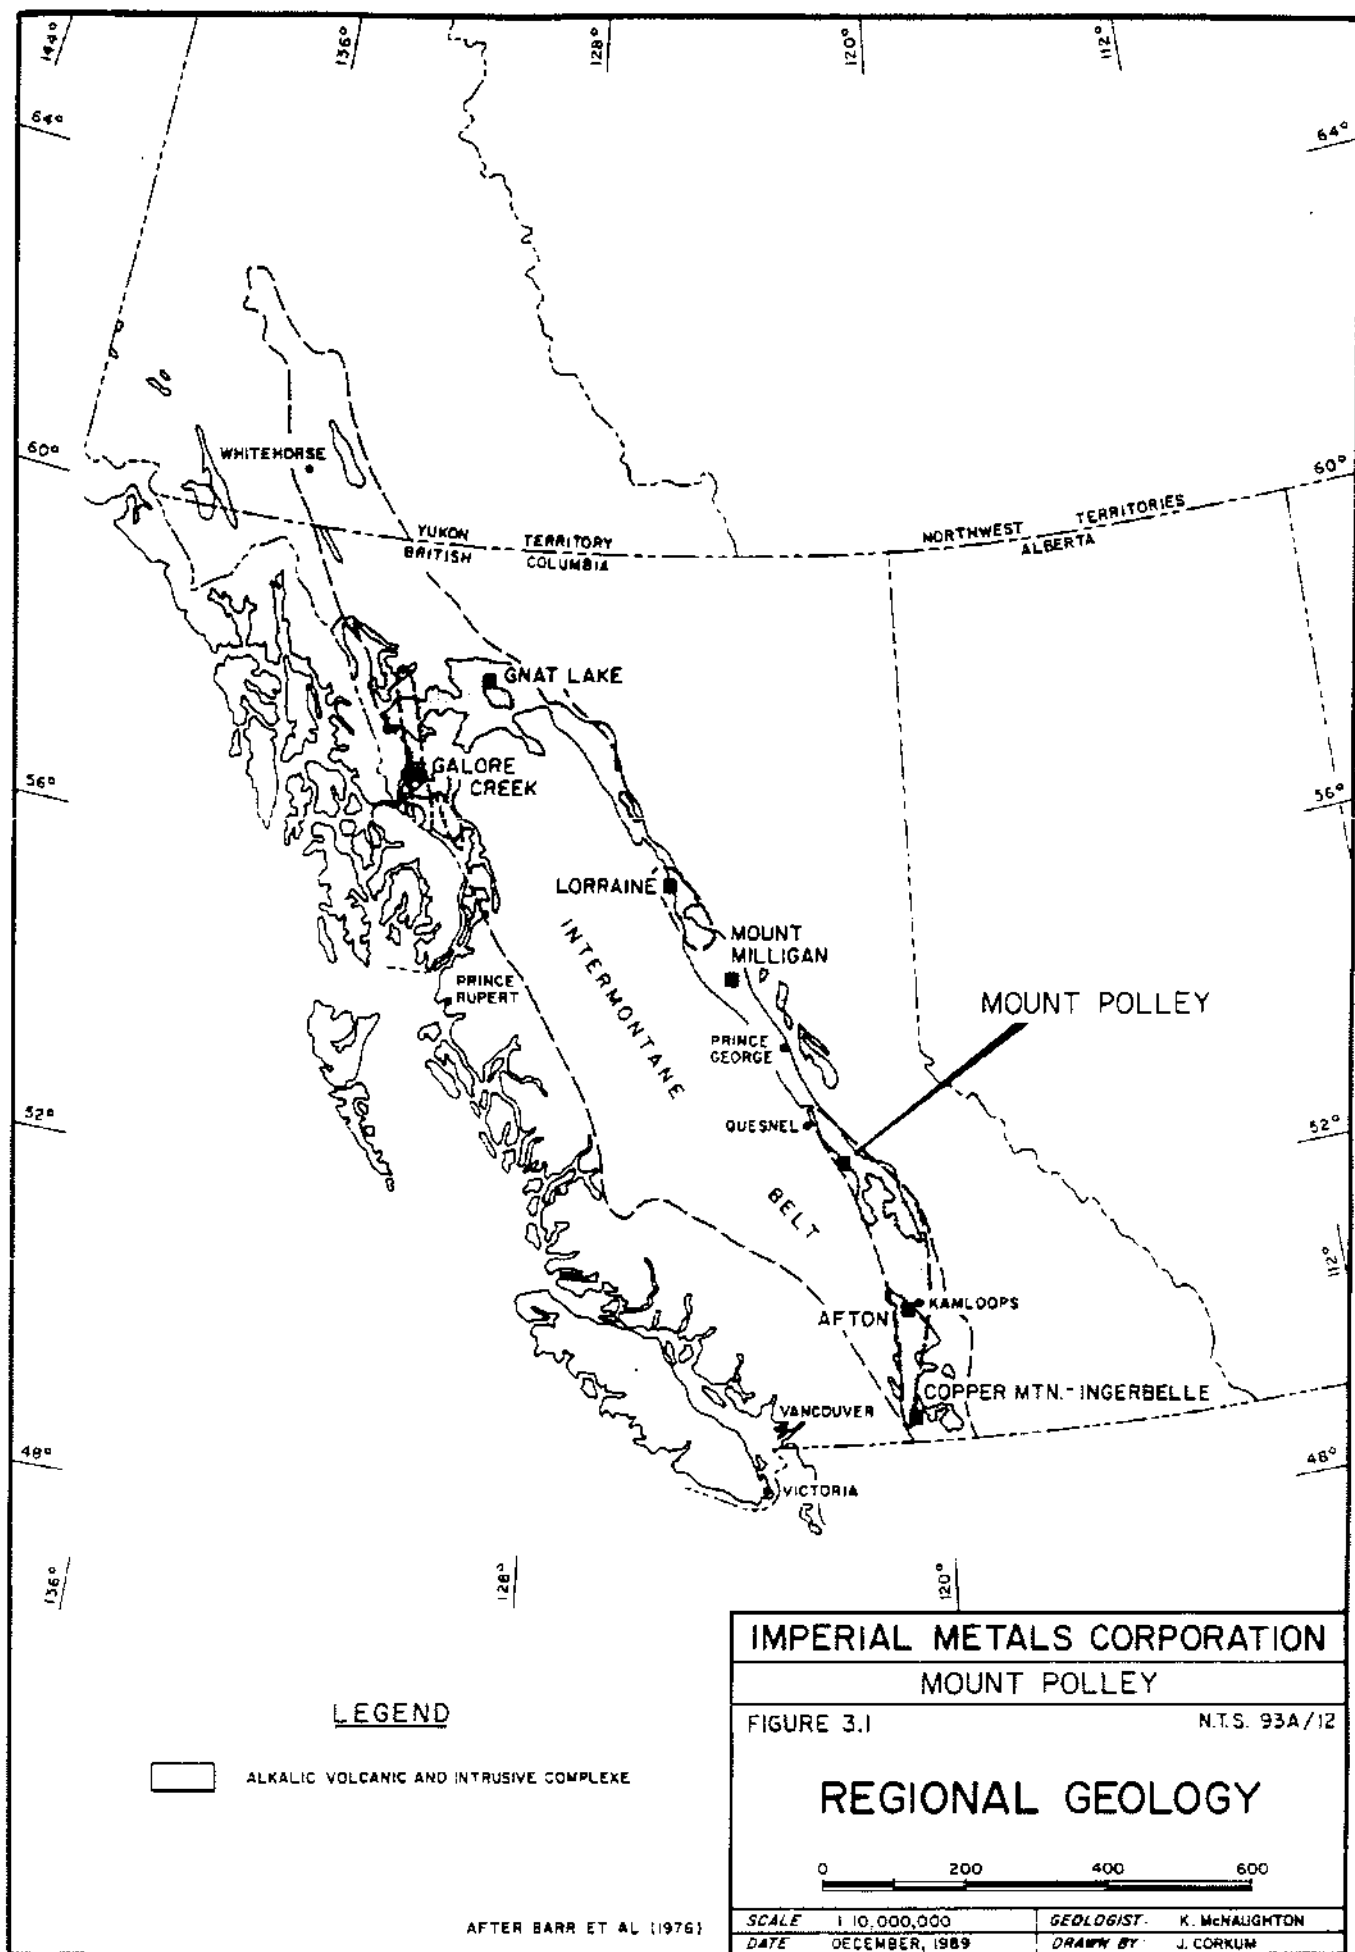 144°
136°
128°
120°
112°
64°
64°
WHITEHORSE
60°
60°
YUKON TERRITORY
BRITISH COLUMBIA
NORTHWEST TERRITORIES
ALBERTA
GNAT LAKE
GALORE
CREEK
56°
56°
LORRAINE
MOUNT
MILLIGAN
INTERMONTANE
BELT
PRINCE
RUPERT
MOUNT POLLEY
PRINCE
GEORGE
52°
52°
QUESNEL
112°
KAMLOOPS
AFTON
COPPER MTN.-INGERBELLE
VANCOUVER
48°
48°
VICTORIA
136°
128°
120°
LEGEND
ALKALIC VOLCANIC AND INTRUSIVE COMPLEXE
AFTER BARR ET AL (1976)
IMPERIAL METALS CORPORATION
MOUNT POLLEY
FIGURE 3.1 N.T.S. 93A/12
REGIONAL GEOLOGY
0 200 400 600
SCALE 1:10,000,000 GEOLOGIST: K. McNAUGHTON
DATE DECEMBER, 1989 DRAWN BY: J. CORKUM